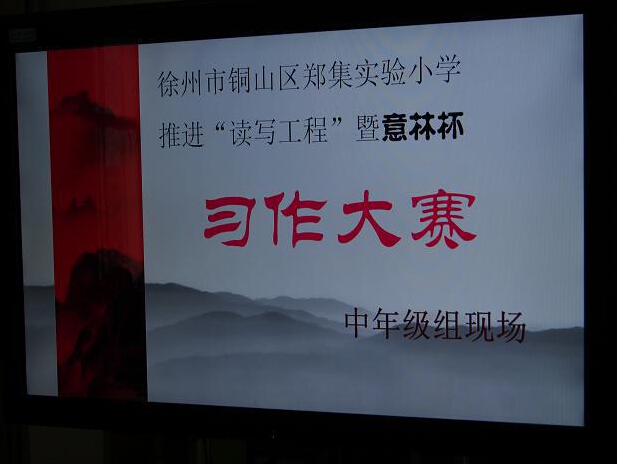 徐州市铜山区郑集实验小学
推进“读写工程”暨意林杯
习作大赛
中年级组现场